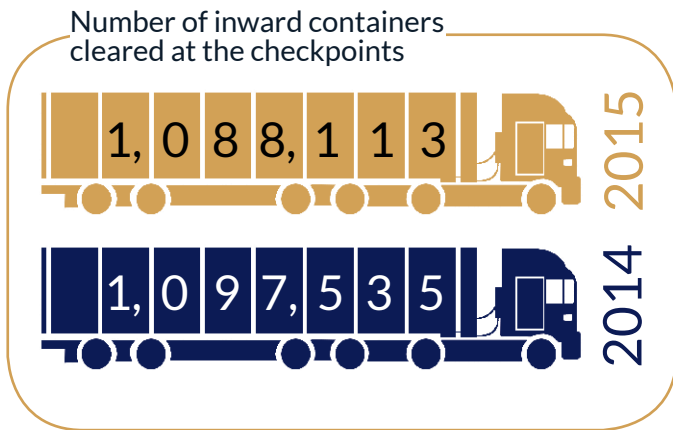 Number of inward containers
cleared at the checkpoints
1,088,113
2015
1,097,535
2014